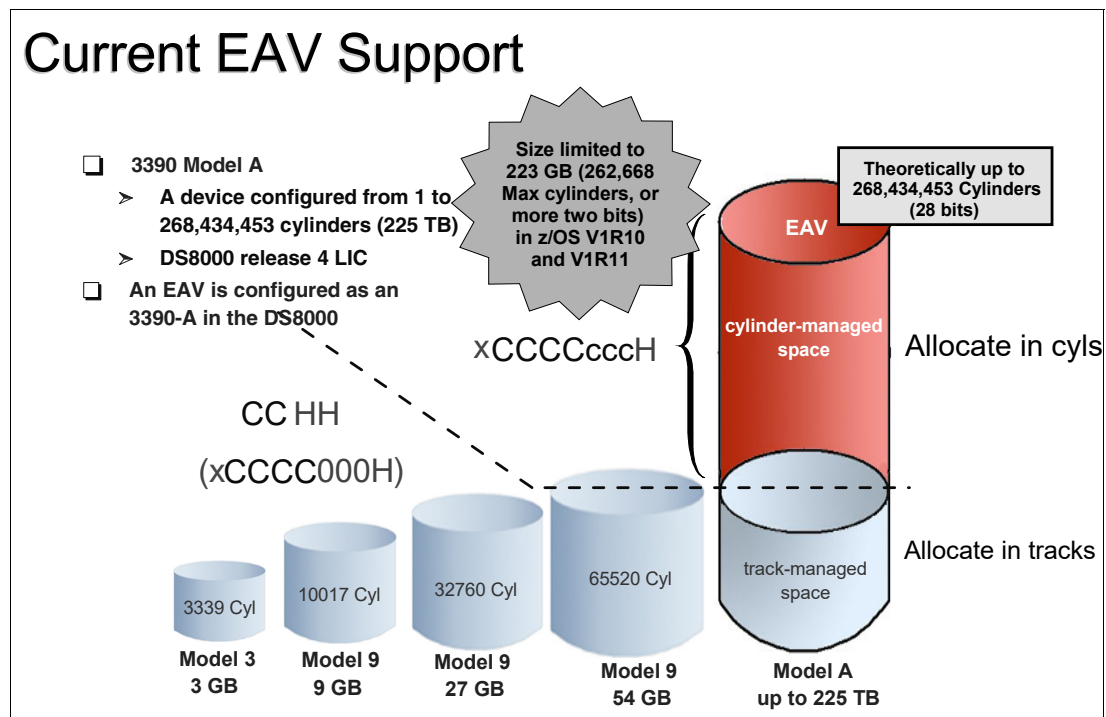 Current EAV Support
❑ 3390 Model A
➢ A device configured from 1 to
268,434,453 cylinders (225 TB)
➢ DS8000 release 4 LIC
❑ An EAV is configured as an
3390-A in the DS8000
Size limited to
223 GB (262,668
Max cylinders, or
more two bits)
in z/OS V1R10
and V1R11
Theoretically up to
268,434,453 Cylinders
(28 bits)
EAV
cylinder-managed
space
xCCCCcccH
Allocate in cyls
CC HH
(xCCCC000H)
Allocate in tracks
track-managed
space
3339 Cyl
10017 Cyl
32760 Cyl
65520 Cyl
Model 3
3 GB
Model 9
9 GB
Model 9
27 GB
Model 9
54 GB
Model A
up to 225 TB